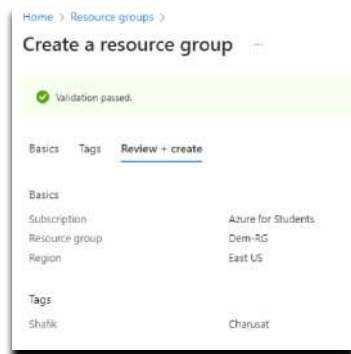 Home > Resource groups >
Create a resource group ...
Validation passed.
Basics Tags Review + create
Basics
Subscription Azure for Students
Resource group Dem-RG
Region East US
Tags
Shafik Charusat